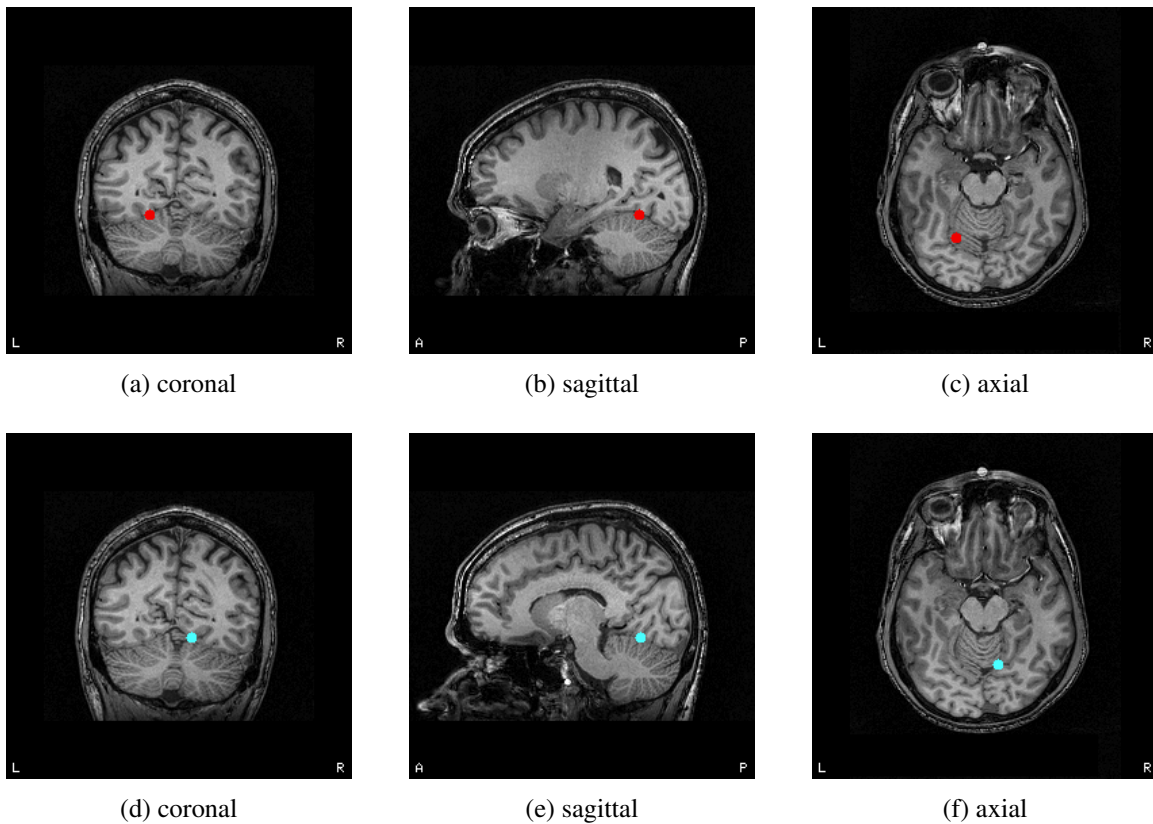 L R
A P
L R
(a) coronal
(b) sagittal
(c) axial
L R
A P
L R
(d) coronal
(e) sagittal
(f) axial